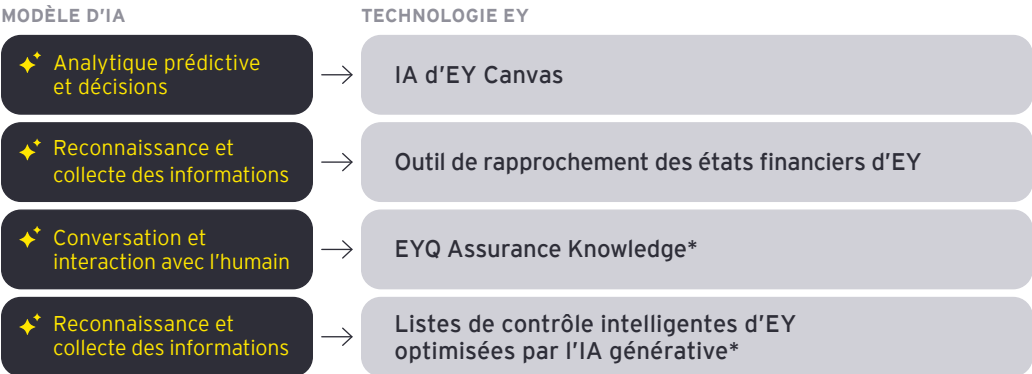 MODÈLE D'IA
TECHNOLOGIE EY
Analytique prédictive
et décisions
IA d'EY Canvas
Reconnaissance et
collecte des informations
Outil de rapprochement des états financiers d'EY
Conversation et
interaction avec l'humain
EYQ Assurance Knowledge*
Reconnaissance et
collecte des informations
Listes de contrôle intelligentes d'EY
optimisées par l'IA générative*